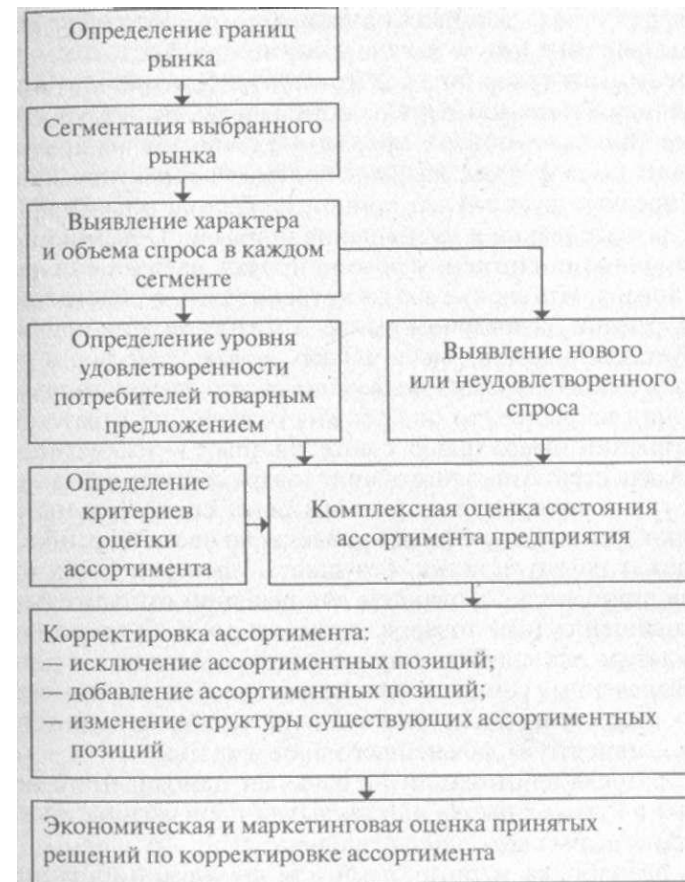 Определение границ
рынка
Сегментация выбранного
рынка
Выявление характера
и объема спроса в каждом
сегменте
Определение уровня
удовлетворенности
потребителей товарным
предложением
Выявление нового
или неудовлетворенного
спроса
Определение
критериев
оценки
ассортимента
Комплексная оценка состояния
ассортимента предприятия
Корректировка ассортимента:
— исключение ассортиментных позиций;
— добавление ассортиментных позиций;
— изменение структуры существующих ассортиментных
позиций
Экономическая и маркетинговая оценка принятых
решений по корректировке ассортимента